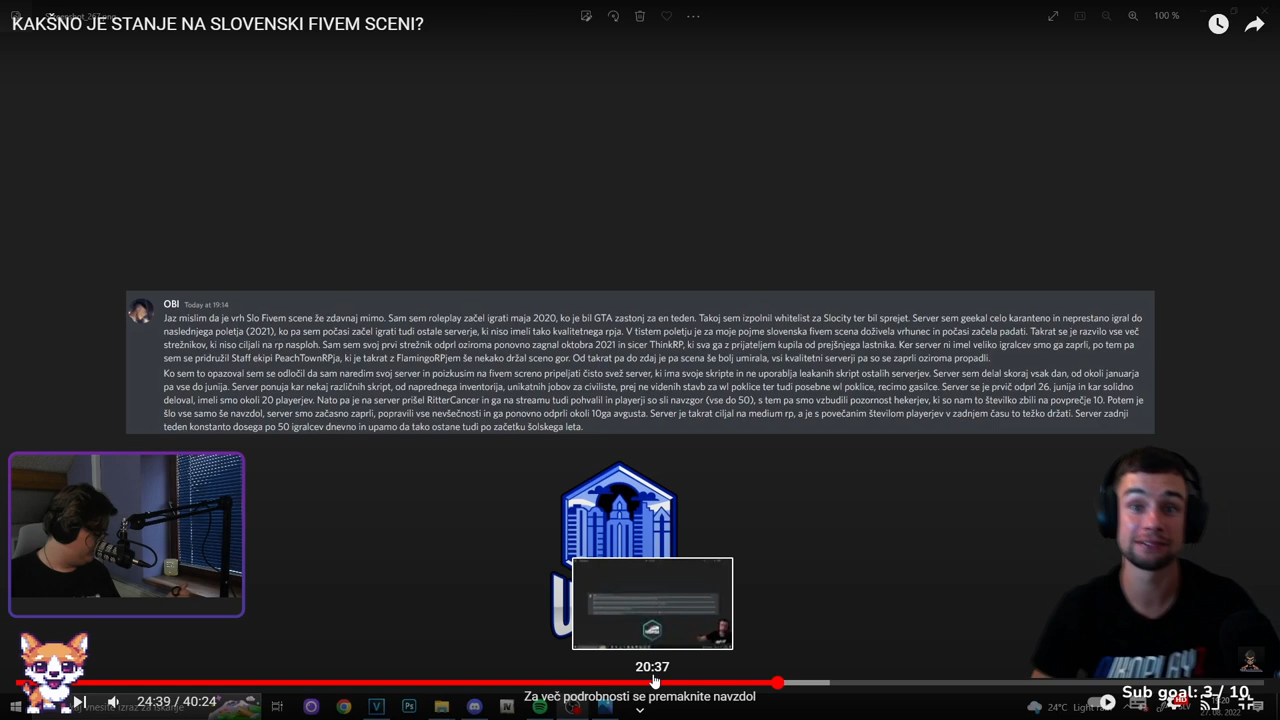 KAKŠNO JE STANJE NA SLOVENSKI FIVEM SCENI?
100 %
OBI Today at 19:14
Jaz mislim da je vrh Slo Fivem scene že zdavnaj mimo. Sam sem roleplay začel igrati maja 2020, ko je bil GTA zastonj za en teden. Takoj sem izpolnil whitelist za Slocity ter bil sprejet. Server sem geekal celo karanteno in neprestano igral do
naslednjega poletja (2021), ko pa sem počasi začel igrati tudi ostale serverje, ki niso imeli tako kvalitetnega rpja. V tistem poletju je za moje pojme slovenska fivem scena doživela vrhunec in počasi začela padati. Takrat se je razvilo vse več
strežnikov, ki niso ciljali na rp nasploh. Sam sem svoj prvi strežnik odprl oziroma ponovno zagnal oktobra 2021 in sicer ThinkRP, ki sva ga z prijateljem kupila od prejšnjega lastnika. Ker server ni imel veliko igralcev smo ga zaprli, po tem pa
sem se pridružil Staff ekipi PeachTownRPja, ki je takrat z FlamingoRPjem še nekako držal sceno gor. Od takrat pa do zdaj je pa scena še bolj umirala, vsi kvalitetni serverji pa so se zaprli oziroma propadli.
Ko sem to opazoval sem se odločil da sam naredim svoj server in poizkusim na fivem sceno pripeljati čisto svež server, ki ima svoje skripte in ne uporablja leakanih skript ostalih serverjev. Server sem delal skoraj vsak dan, od okoli januarja
pa vse do junija. Server ponuja kar nekaj različnih skript, od naprednega inventorija, unikatnih jobov za civiliste, prej ne videnih stavb za wl poklice ter tudi posebne wl poklice, recimo gasilce. Server se je prvič odprl 26. junija in kar solidno
deloval, imeli smo okoli 20 playerjev. Nato pa je na server prišel RitterCancer in ga na streamu tudi pohvalil in playerji so sli navzgor (vse do 50), s tem pa smo vzbudili pozornost hekerjev, ki so nam to številko zbili na povprečje 10. Potem je
šlo vse samo še navzdol, server smo začasno zaprli, popravili vse nevšečnosti in ga ponovno odprli okoli 10ga avgusta. Server je takrat ciljal na medium rp, a je s povečanim številom playerjev v zadnjem času to težko držati. Server zadnji
teden konstanto dosega po 50 igralcev dnevno in upamo da tako ostane tudi po začetku šolskega leta.
20:37
24:39 / 40:24
Za več podrobnosti se premaknite navzdol
Sub goal: 3 / 10
24°C
27. 08. 2022
HD